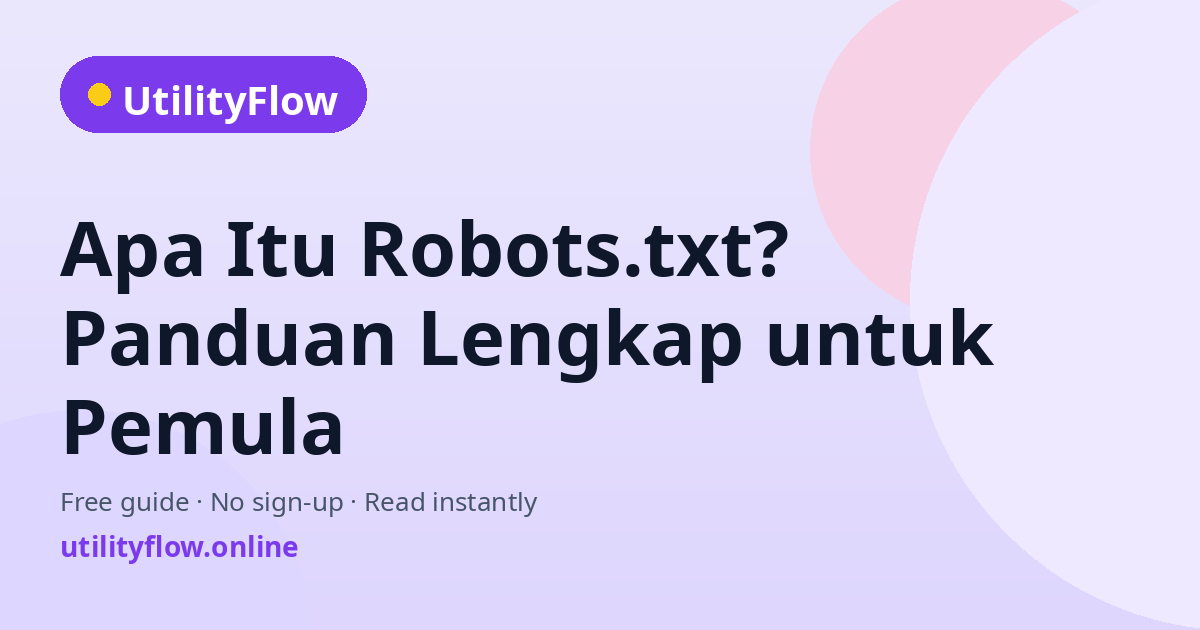 UtilityFlow
Apa Itu Robots.txt?
Panduan Lengkap untuk
Pemula
Free guide · No sign-up · Read instantly
utilityflow.online